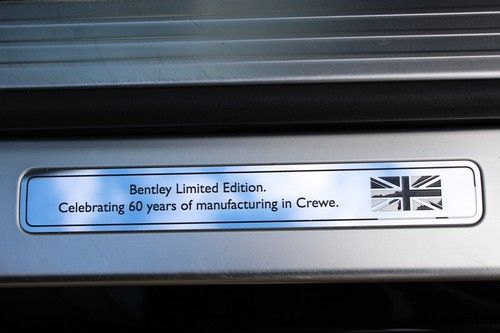 Bentley Limited Edition.
Celebrating 60 years of manufacturing in Crewe.